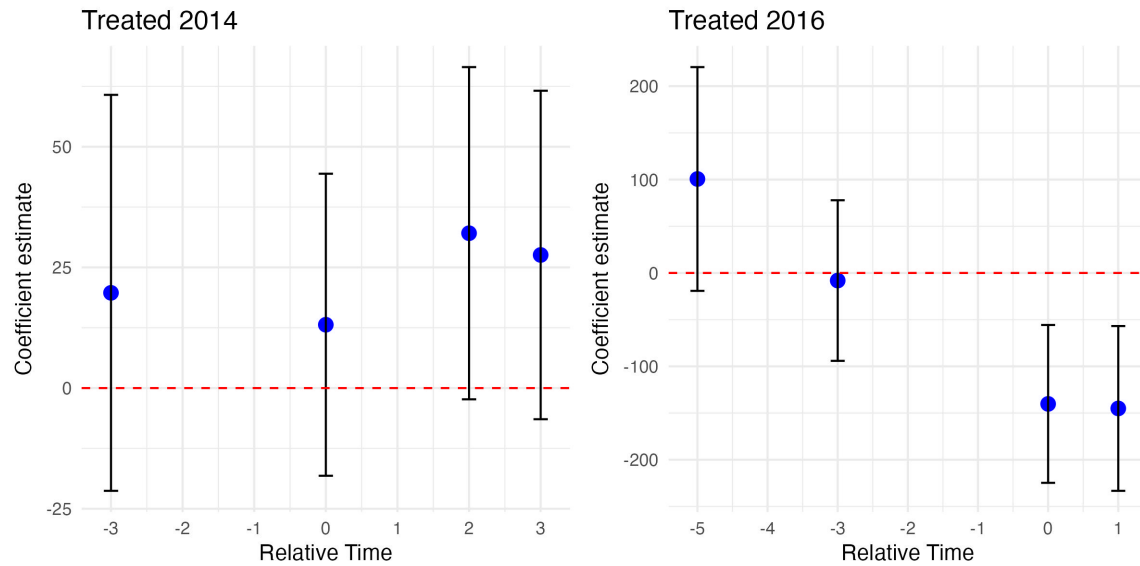 Treated 2014
Coefficient estimate
50
25
0
-25
-3 -2 -1 0 1 2 3
Relative Time
Treated 2016
Coefficient estimate
200
100
0
-100
-200
-5 -4 -3 -2 -1 0 1
Relative Time